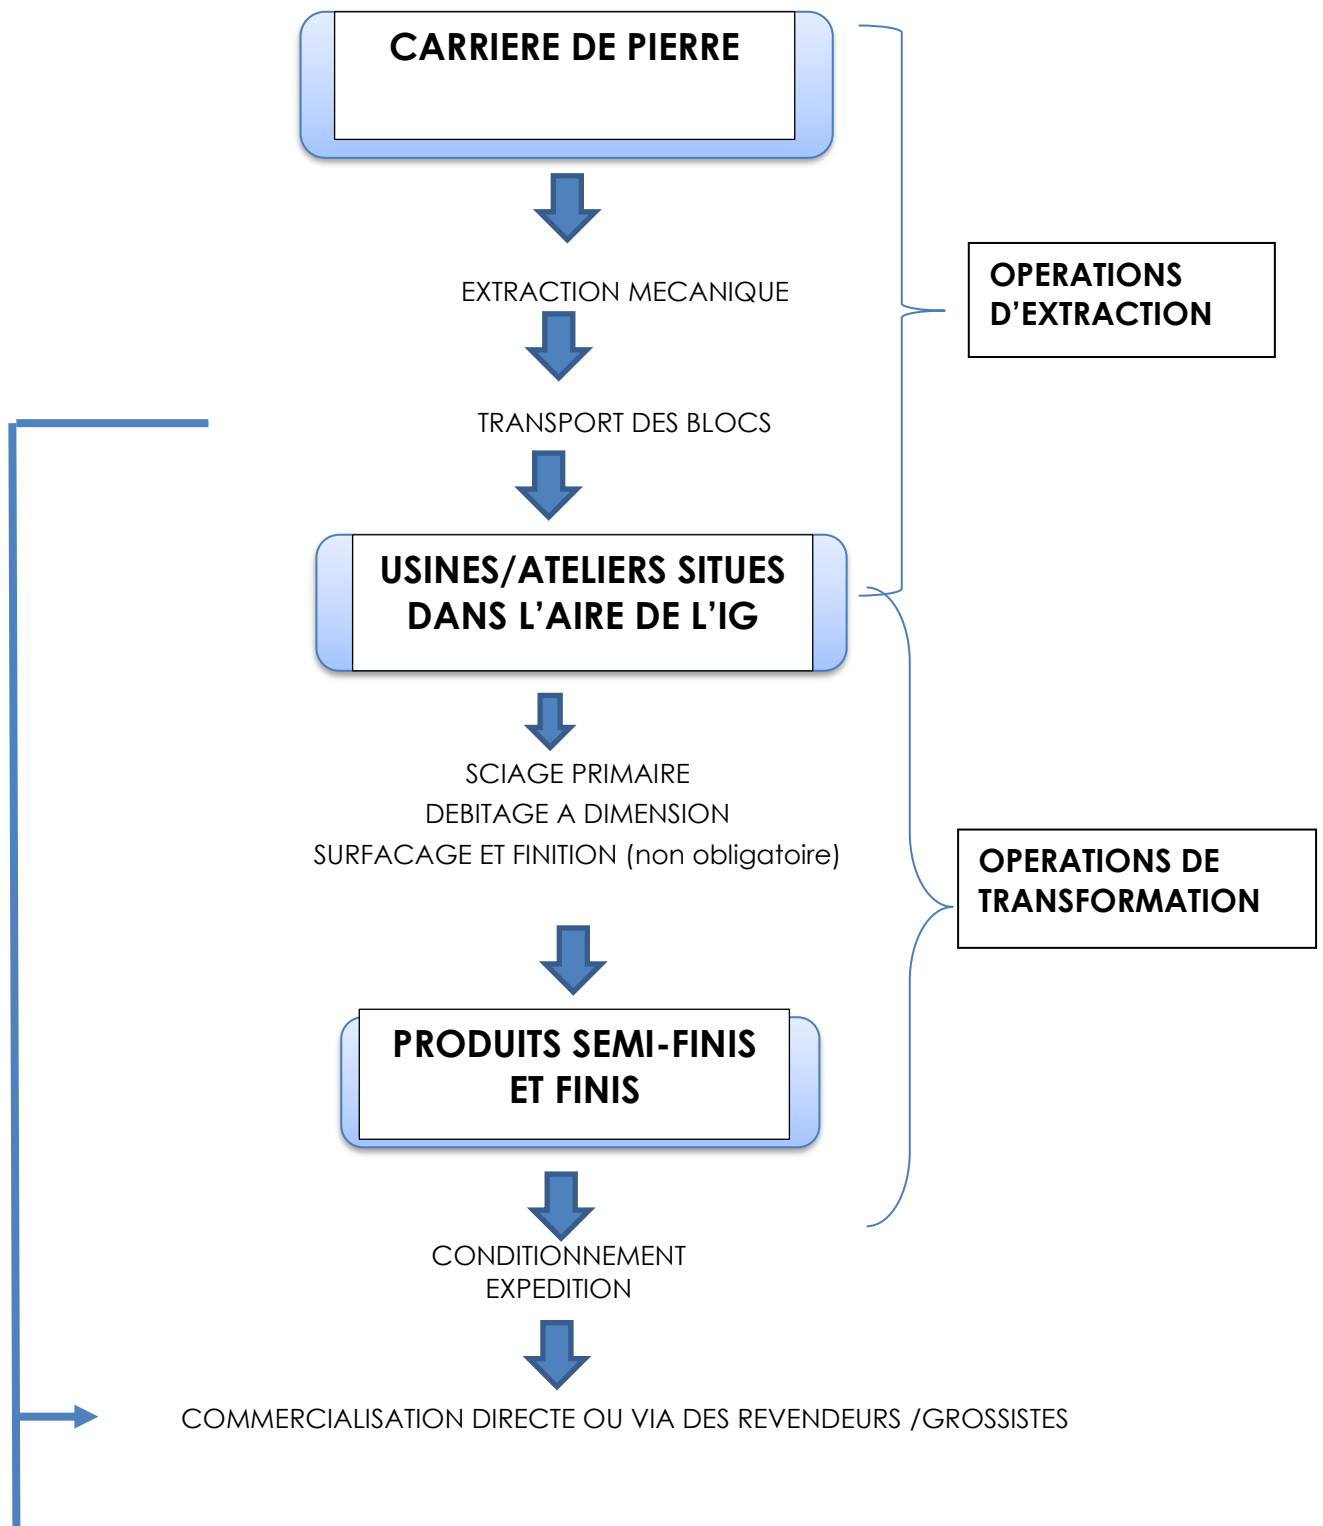 CARRIERE DE PIERRE
EXTRACTION MECANIQUE
OPERATIONS
D’EXTRACTION
TRANSPORT DES BLOCS
USINES/ATELIERS SITUES
DANS L’AIRE DE L’IG
SCIAGE PRIMAIRE
DEBITAGE A DIMENSION
SURFACAGE ET FINITION (non obligatoire)
OPERATIONS DE
TRANSFORMATION
PRODUITS SEMI-FINIS
ET FINIS
CONDITIONNEMENT
EXPEDITION
COMMERCIALISATION DIRECTE OU VIA DES REVENDEURS /GROSSISTES